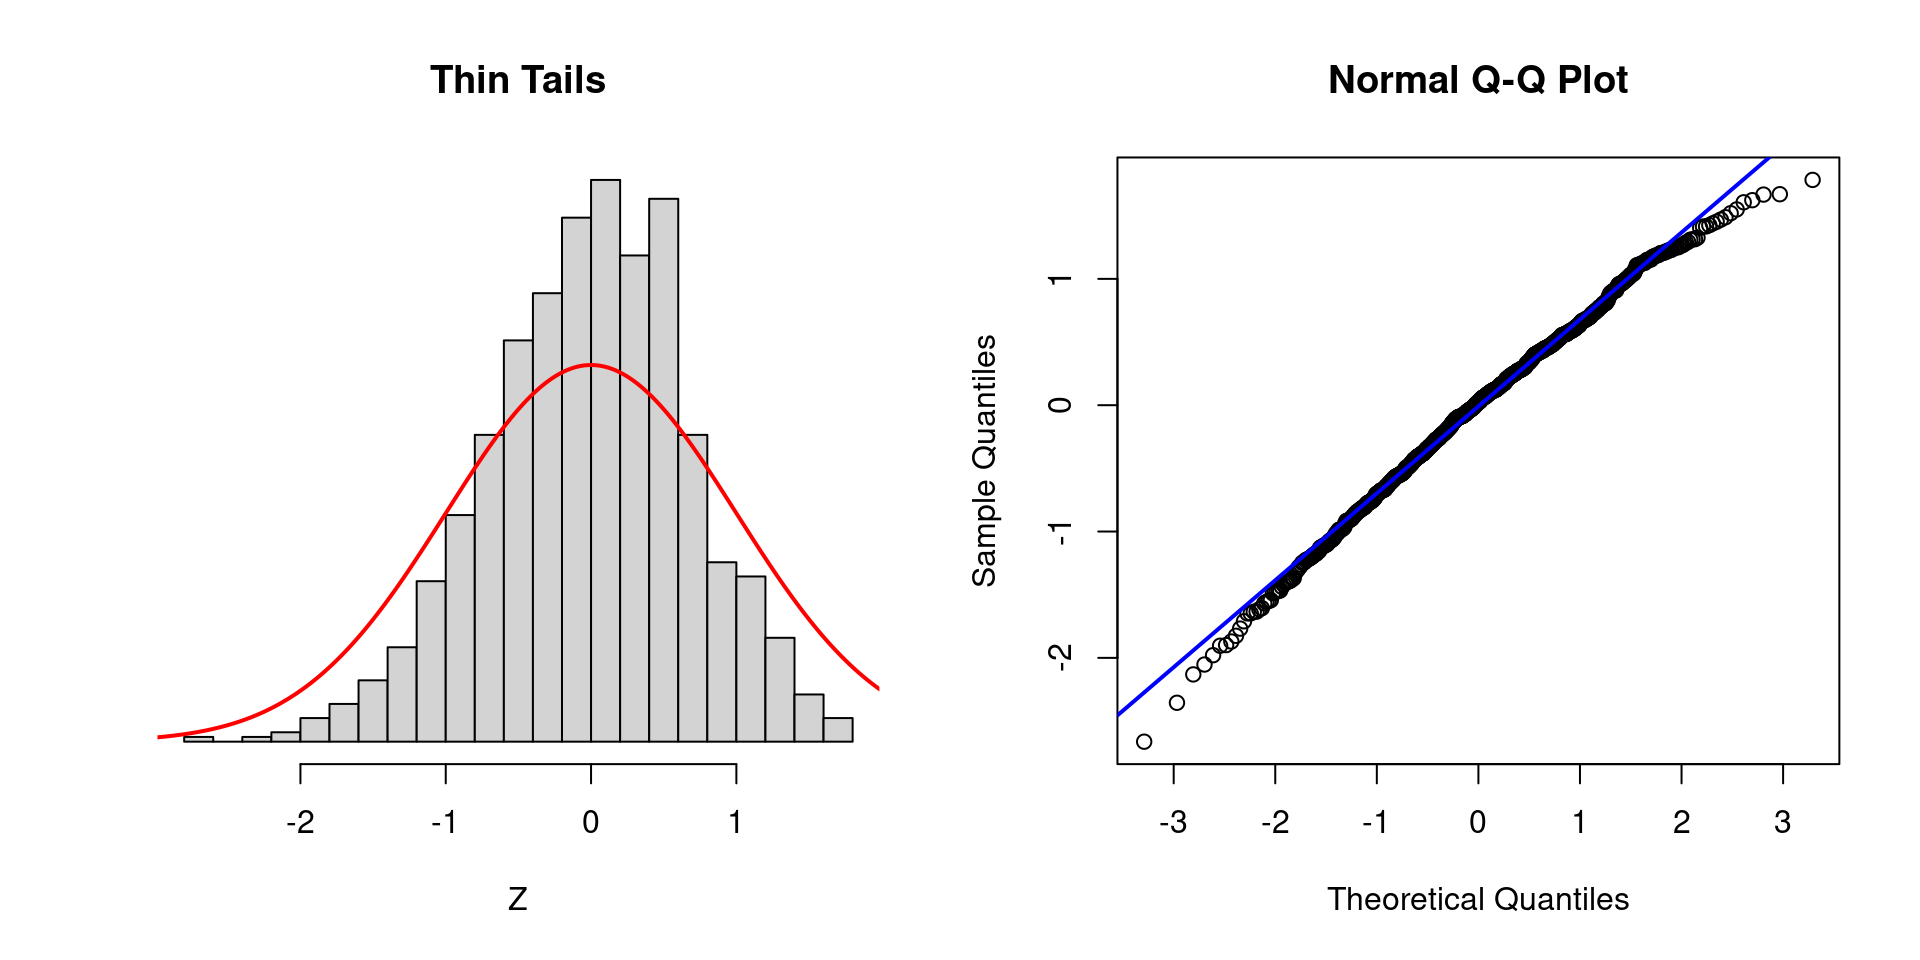 Thin Tails
-2 -1 0 1
Z
Normal Q-Q Plot
Sample Quantiles
1
0
-1
-2
-3 -2 -1 0 1 2 3
Theoretical Quantiles